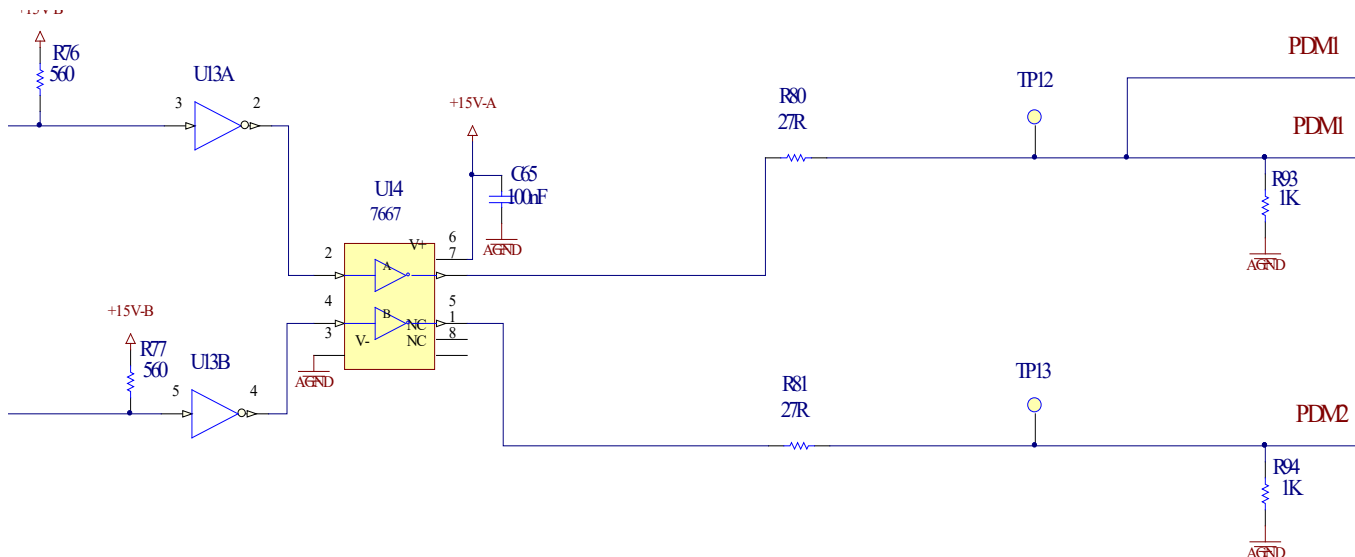 +15V-B
R76
560
U13A
3
2
+15V-A
C65
100nF
AGND
U14
7667
R80
27R
TP12
PDM1
PDM1
R93
1K
AGND
V+
6
7
2
A
4
B
5
1
NC
NC
8
3
V-
AGND
+15V-B
R77
560
U13B
5
4
R81
27R
TP13
PDM2
R94
1K
AGND